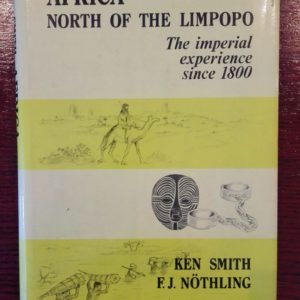 AFRICA
NORTH OF THE LIMPOPO
The imperial
experience
since 1800
KEN SMITH
F. J. NÖTHLING